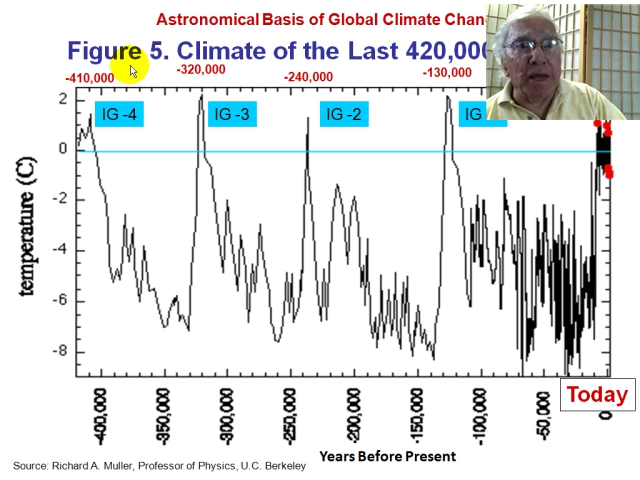 Astronomical Basis of Global Climate
Figure 5. Climate of the Last
-410,000
-320,000
-240,000
-130,000
IG -4
IG -3
IG -2
IG
temperature (C)
2
0
-2
-4
-6
-8
Today
-400,000
-350,000
-300,000
-250,000
-200,000
-150,000
-100,000
-50,000
0
Years Before Present
Source: Richard A. Muller, Professor of Physics, U.C. Berkeley